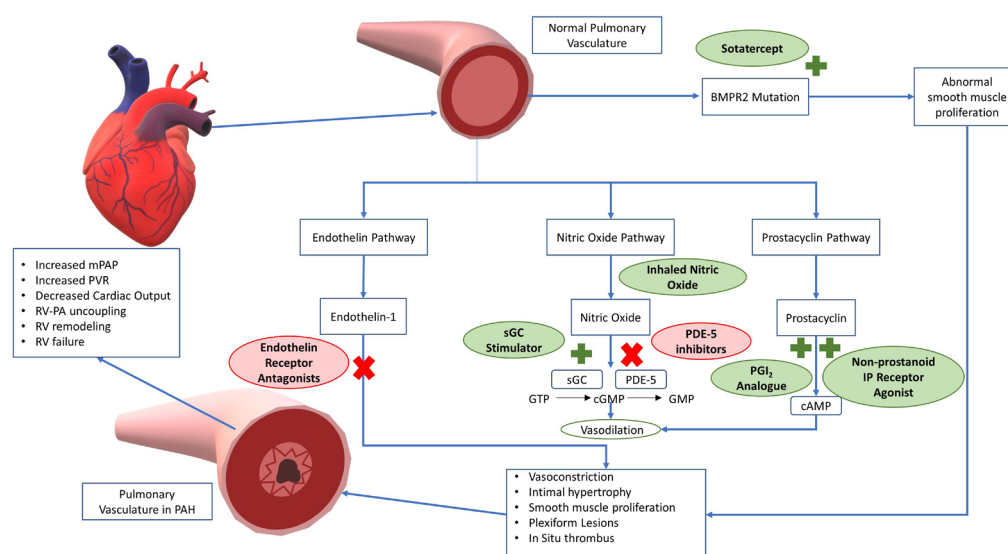 Normal Pulmonary
Vasculature
Sotatercept
BMPR2 Mutation
Abnormal
smooth muscle
proliferation
Endothelin Pathway
Nitric Oxide Pathway
Prostacyclin Pathway
Inhaled Nitric
Oxide
• Increased mPAP
• Increased PVR
• Decreased Cardiac Output
• RV-PA uncoupling
• RV remodeling
• RV failure
Endothelin-1
Nitric Oxide
Prostacyclin
Endothelin
Receptor
Antagonists
sGC
Stimulator
PDE-5
inhibitors
PGI₂
Analogue
Non-prostanoid
IP Receptor
Agonist
sGC
PDE-5
cAMP
GTP cGMP GMP
Vasodilation
Pulmonary
Vasculature in PAH
• Vasoconstriction
• Intimal hypertrophy
• Smooth muscle proliferation
• Plexiform Lesions
• In Situ thrombus